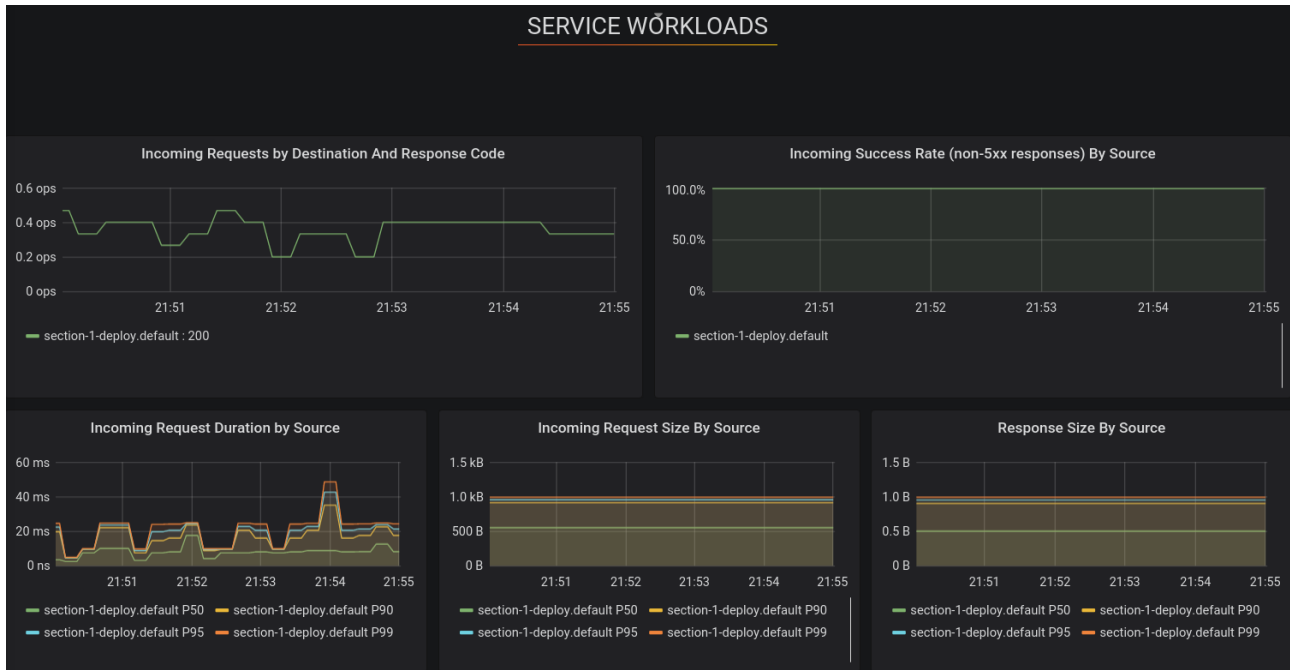 SERVICE WORKLOADS
Incoming Requests by Destination And Response Code
0.6 ops
0.4 ops
0.2 ops
0 ops
21:51 21:52 21:53 21:54 21:55
section-1-deploy.default : 200
Incoming Success Rate (non-5xx responses) By Source
100.0%
50.0%
0%
21:51 21:52 21:53 21:54 21:55
section-1-deploy.default
Incoming Request Duration by Source
60 ms
40 ms
20 ms
0 ns
21:51 21:52 21:53 21:54 21:55
section-1-deploy.default P50 section-1-deploy.default P90
section-1-deploy.default P95 section-1-deploy.default P99
Incoming Request Size By Source
1.5 kB
1.0 kB
500 B
0 B
21:51 21:52 21:53 21:54 21:55
section-1-deploy.default P50 section-1-deploy.default P90
section-1-deploy.default P95 section-1-deploy.default P99
Response Size By Source
1.5 B
1.0 B
0.5 B
0 B
21:51 21:52 21:53 21:54 21:55
section-1-deploy.default P50 section-1-deploy.default P90
section-1-deploy.default P95 section-1-deploy.default P99